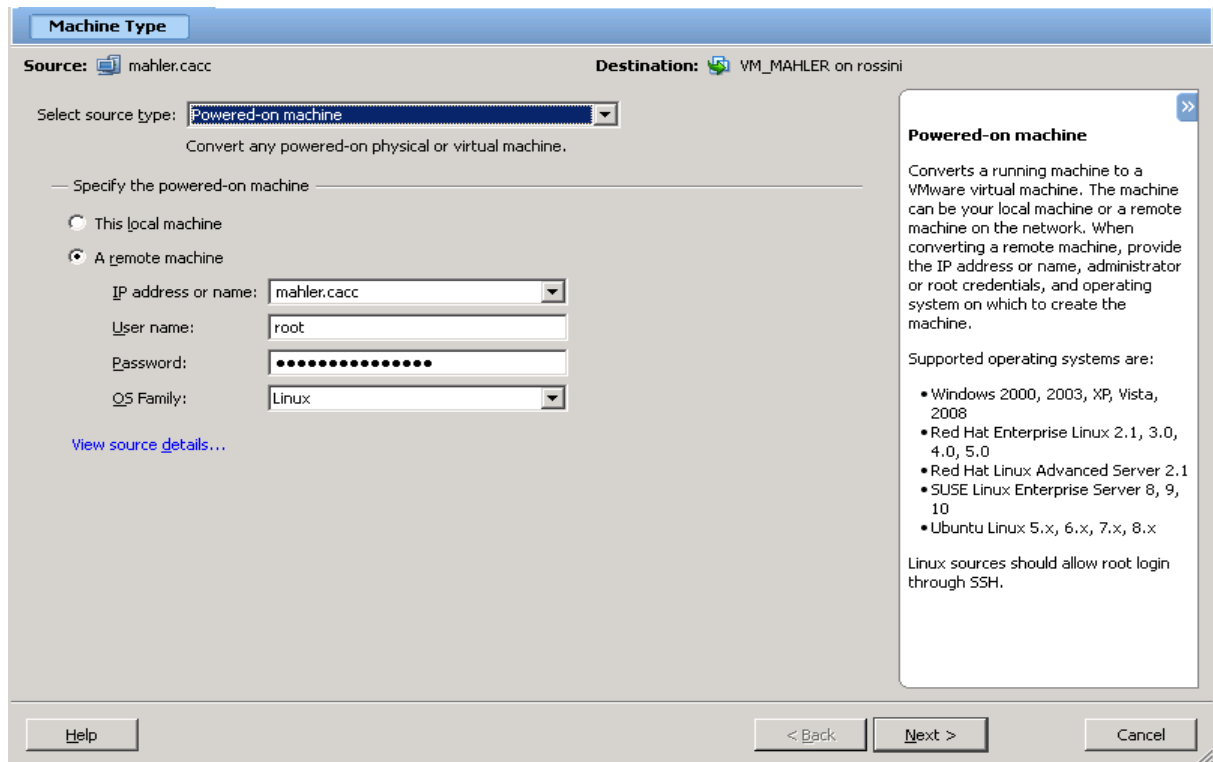 Machine Type
Source: mahler.cacc
Destination: VM_MAHLER on rossini
Select source type: Powered-on machine
Convert any powered-on physical or virtual machine.
Specify the powered-on machine
This local machine
A remote machine
IP address or name: mahler.cacc
User name: root
Password: ●●●●●●●●●●●●●●●
OS Family: Linux
View source details...
»
Powered-on machine
Converts a running machine to a
VMware virtual machine. The machine
can be your local machine or a remote
machine on the network. When
converting a remote machine, provide
the IP address or name, administrator
or root credentials, and operating
system on which to create the
machine.
Supported operating systems are:
• Windows 2000, 2003, XP, Vista,
2008
• Red Hat Enterprise Linux 2.1, 3.0,
4.0, 5.0
• Red Hat Linux Advanced Server 2.1
• SUSE Linux Enterprise Server 8, 9,
10
• Ubuntu Linux 5.x, 6.x, 7.x, 8.x
Linux sources should allow root login
through SSH.
Help
< Back
Next >
Cancel